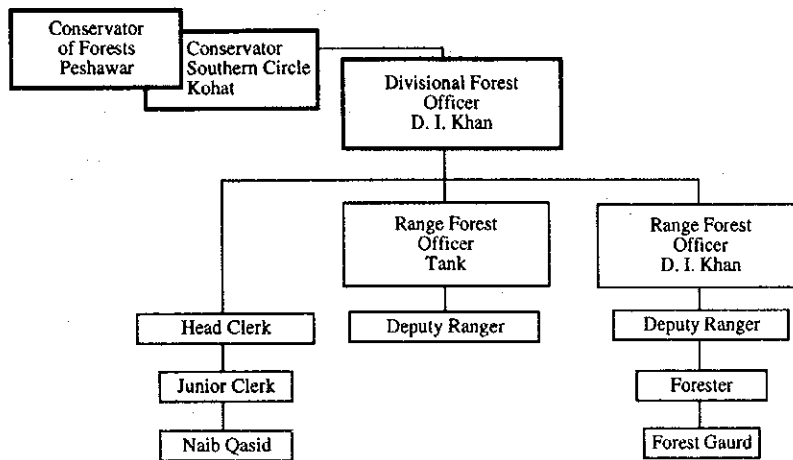 Conservator
of Forests
Peshawar
Conservator
Southern Circle
Kohat
Divisional Forest
Officer
D. I. Khan
Range Forest
Officer
Tank
Range Forest
Officer
D. I. Khan
Head Clerk
Deputy Ranger
Deputy Ranger
Junior Clerk
Forester
Naib Qasid
Forest Gaurd